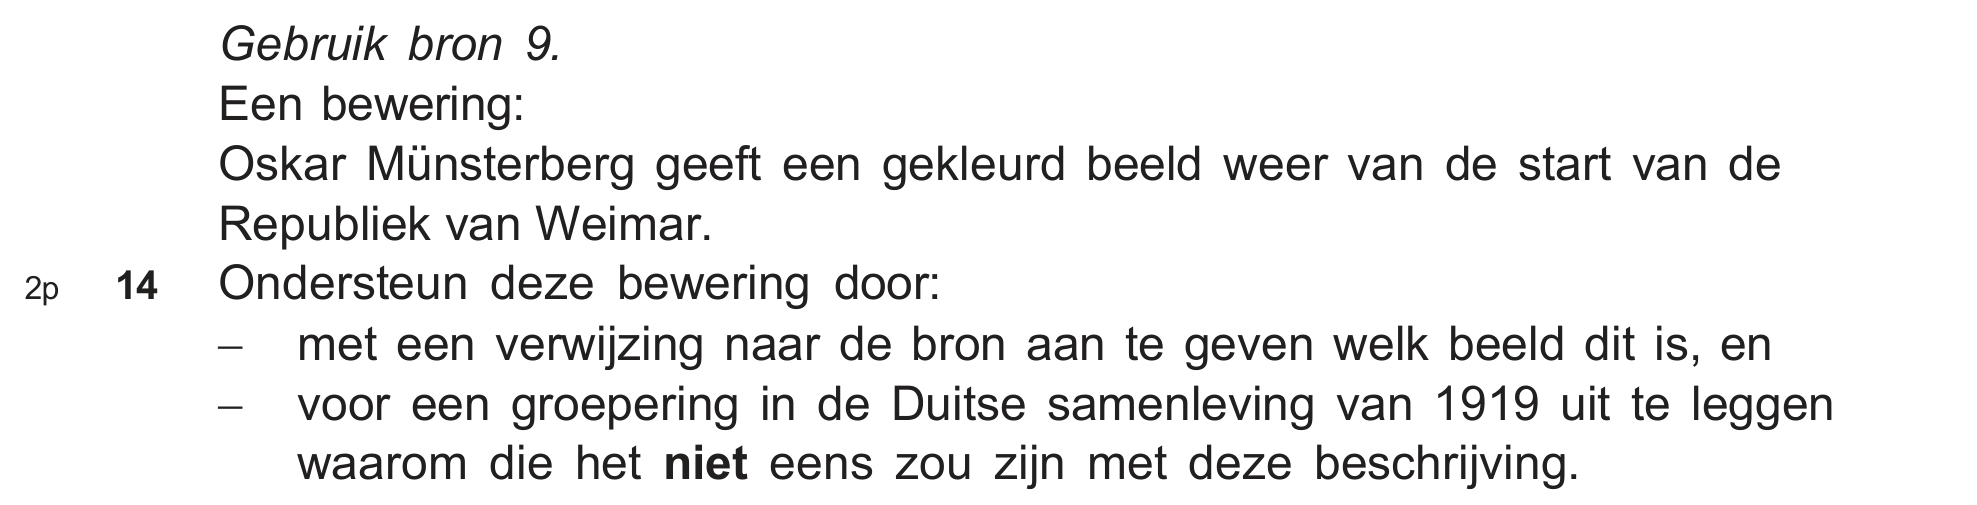 Gebruik bron 9.
Een bewering:
Oskar Münsterberg geeft een gekleurd beeld weer van de start van de
Republiek van Weimar.
2p 14 Ondersteun deze bewering door:
– met een verwijzing naar de bron aan te geven welk beeld dit is, en
– voor een groepering in de Duitse samenleving van 1919 uit te leggen
waarom die het niet eens zou zijn met deze beschrijving.